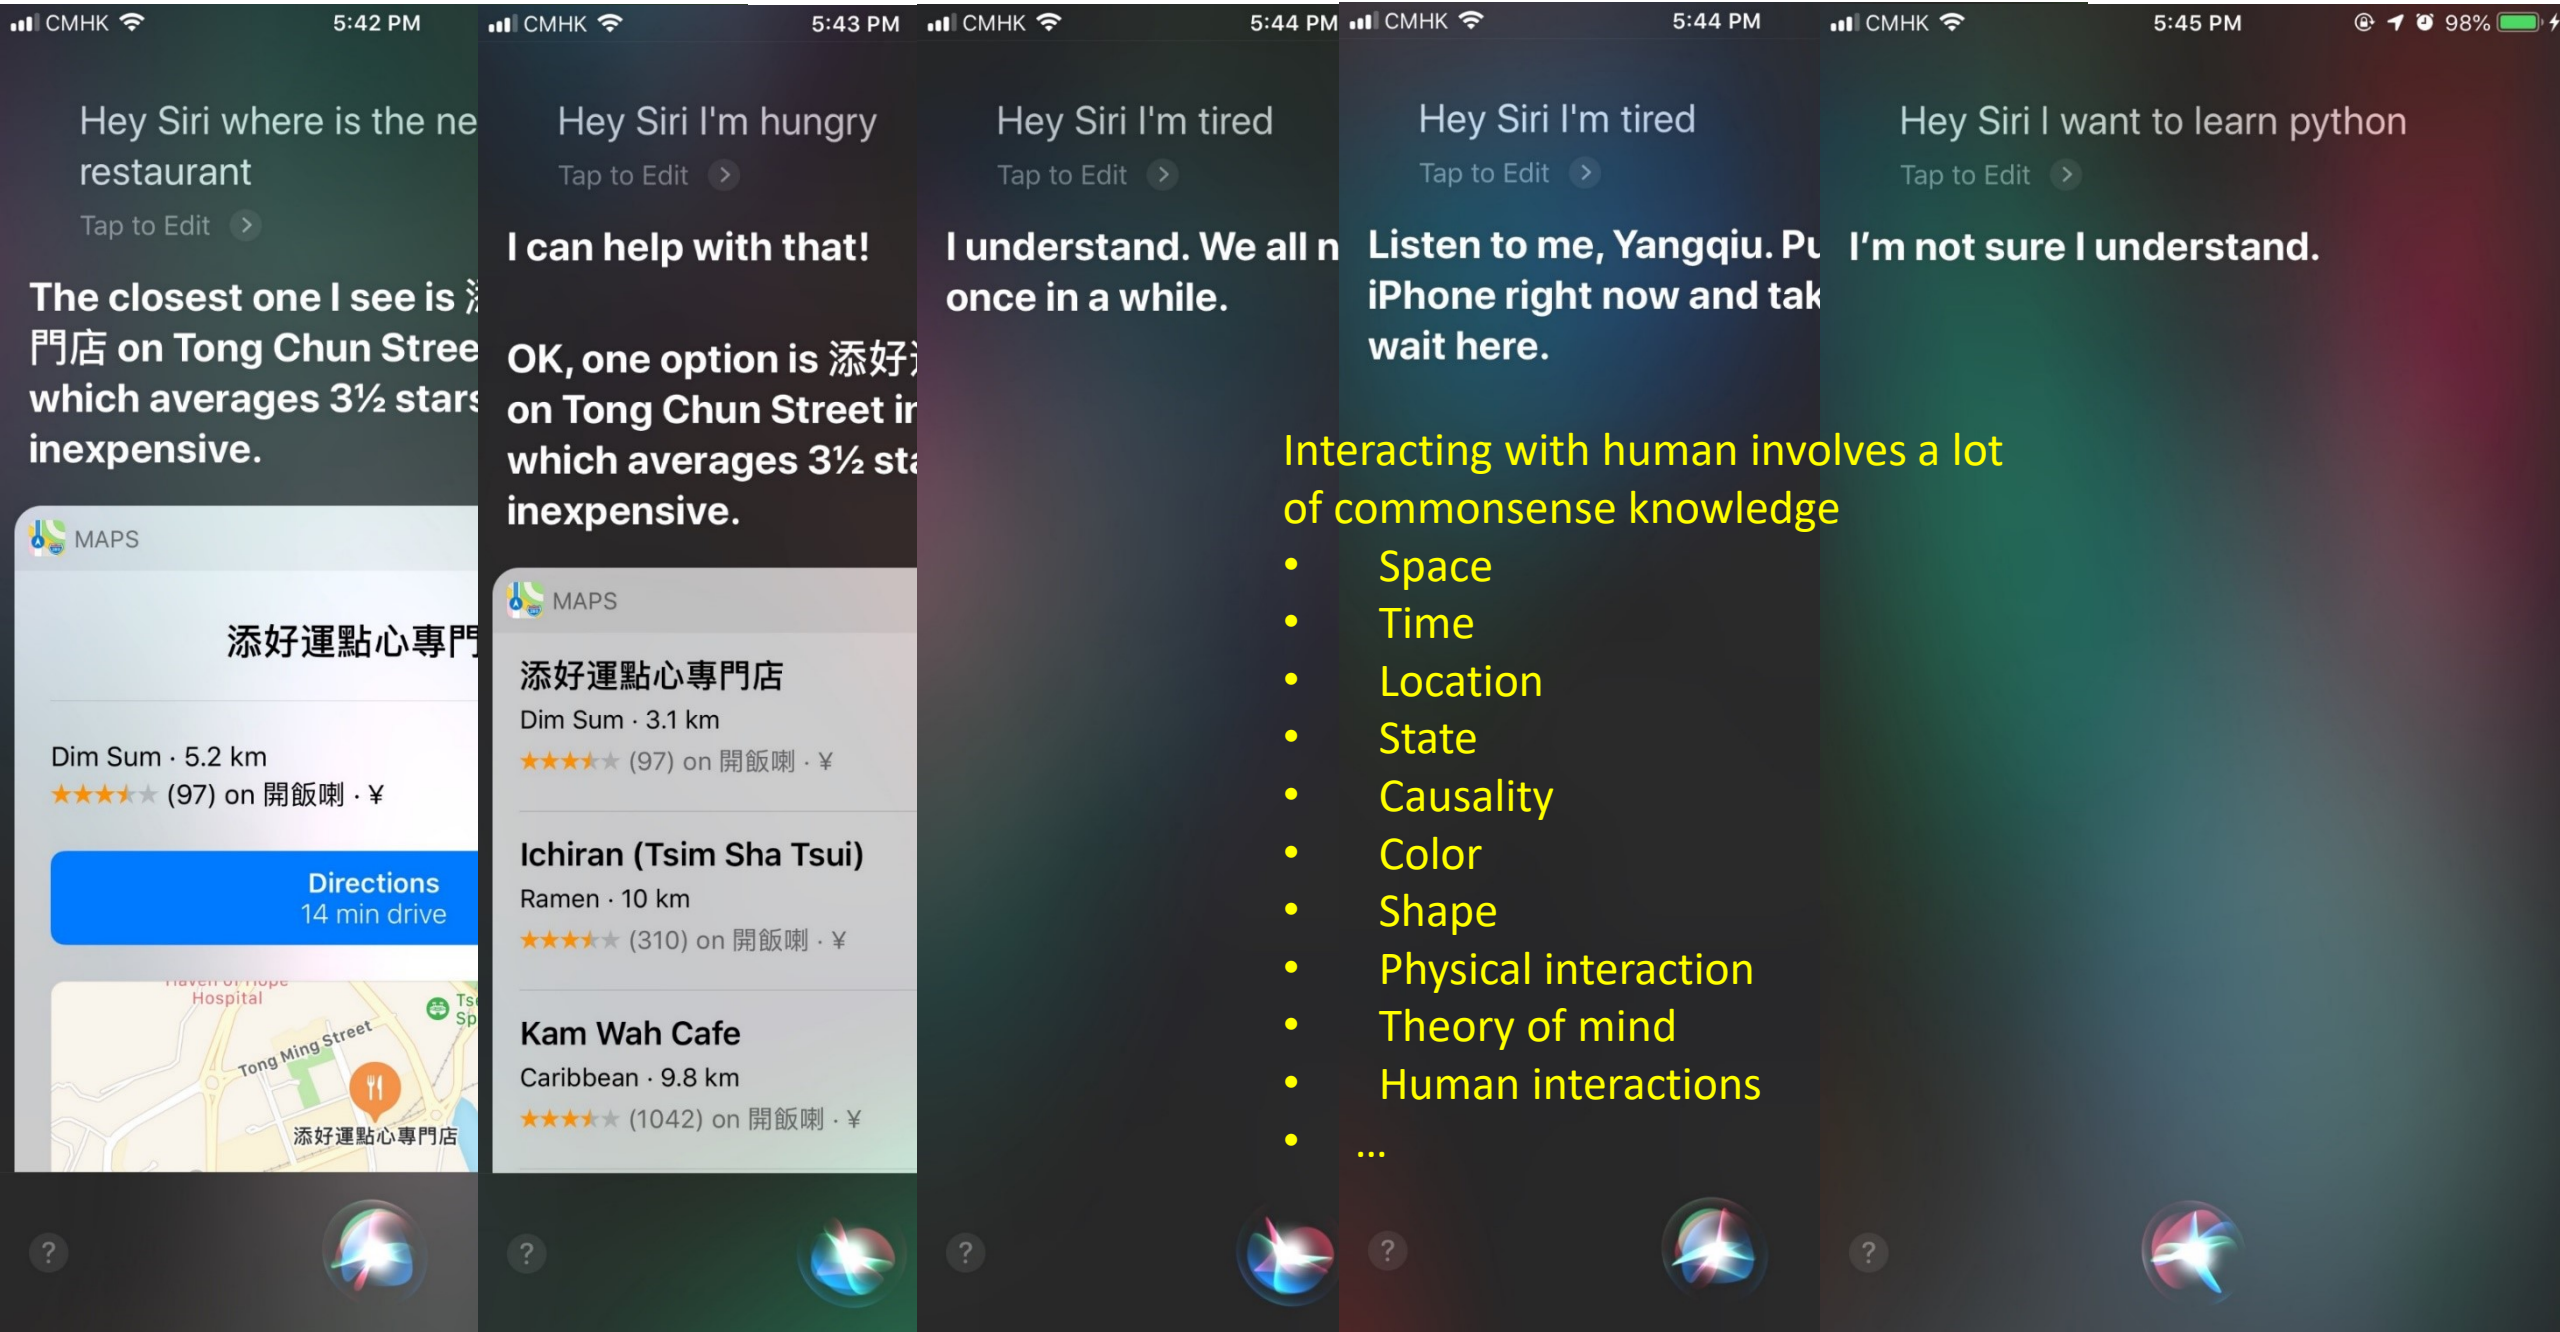 CMHK 5:42 PM
Hey Siri where is the ne
restaurant
Tap to Edit
The closest one I see is
門店 on Tong Chun Stree
which averages 3½ stars
inexpensive.
MAPS
添好運點心專門
Dim Sum · 5.2 km
(97) on 開飯喇 · ¥
Directions
14 min drive
Haven of Hope
Hospital
Tong Ming Street
添好運點心專門店
?
CMHK 5:43 PM
Hey Siri I'm hungry
Tap to Edit
I can help with that!
OK, one option is 添好
on Tong Chun Street in
which averages 3½ sta
inexpensive.
MAPS
添好運點心專門店
Dim Sum · 3.1 km
(97) on 開飯喇 · ¥
Ichiran (Tsim Sha Tsui)
Ramen · 10 km
(310) on 開飯喇 · ¥
Kam Wah Cafe
Caribbean · 9.8 km
(1042) on 開飯喇 · ¥
?
CMHK 5:44 PM
Hey Siri I'm tired
Tap to Edit
I understand. We all n
once in a while.
?
CMHK 5:44 PM
Hey Siri I'm tired
Tap to Edit
Listen to me, Yangqiu. Pu
iPhone right now and tak
wait here.
?
CMHK 5:45 PM 98%
Hey Siri I want to learn python
Tap to Edit
I'm not sure I understand.
?
Interacting with human involves a lot
of commonsense knowledge
• Space
• Time
• Location
• State
• Causality
• Color
• Shape
• Physical interaction
• Theory of mind
• Human interactions
• ...